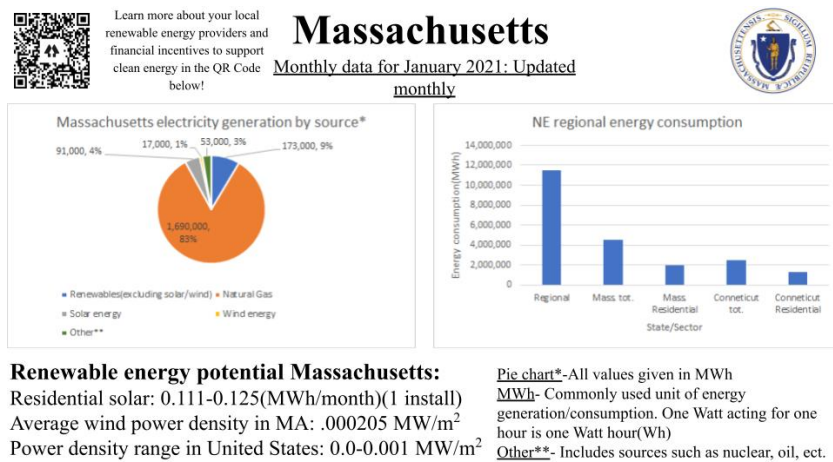 Learn more about your local
renewable energy providers and
financial incentives to support
clean energy in the QR Code
below!
Massachusetts
Monthly data for January 2021: Updated
monthly
Massachusetts electricity generation by source*
91,000, 4%
17,000, 1%
53,000, 3%
173,000, 9%
1,690,000,
83%
Renewables(excluding solar/wind)
Natural Gas
Solar energy
Wind energy
Other**
NE regional energy consumption
Energy consumption(MWh)
14,000,000
12,000,000
10,000,000
8,000,000
6,000,000
4,000,000
2,000,000
0
Regional
Mass tot.
Mass
Residential
Conneticut
tot.
Conneticut
Residential
State/Sector
Renewable energy potential Massachusetts:
Residential solar: 0.111-0.125(MWh/month)(1 install)
Average wind power density in MA: .000205 MW/m²
Power density range in United States: 0.0-0.001 MW/m²
Pie chart*-All values given in MWh
MWh- Commonly used unit of energy
generation/consumption. One Watt acting for one
hour is one Watt hour(Wh)
Other**- Includes sources such as nuclear, oil, ect.